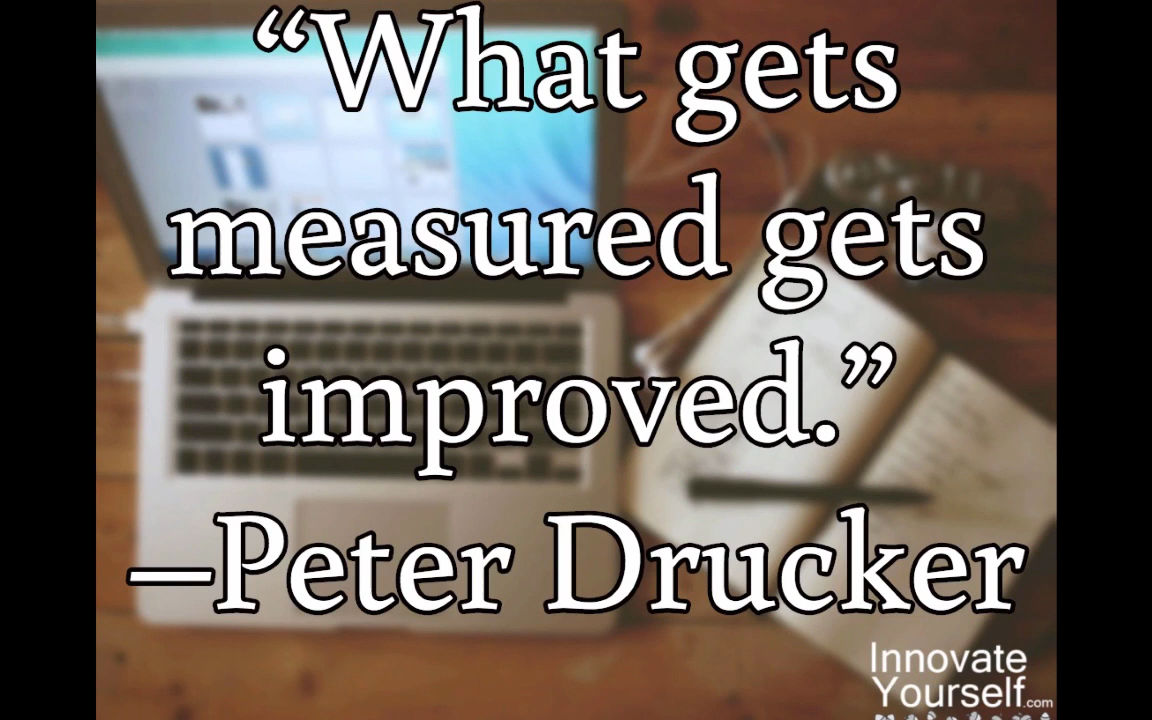 “What gets
measured gets
improved.”
–Peter Drucker
Innovate
Yourself.com